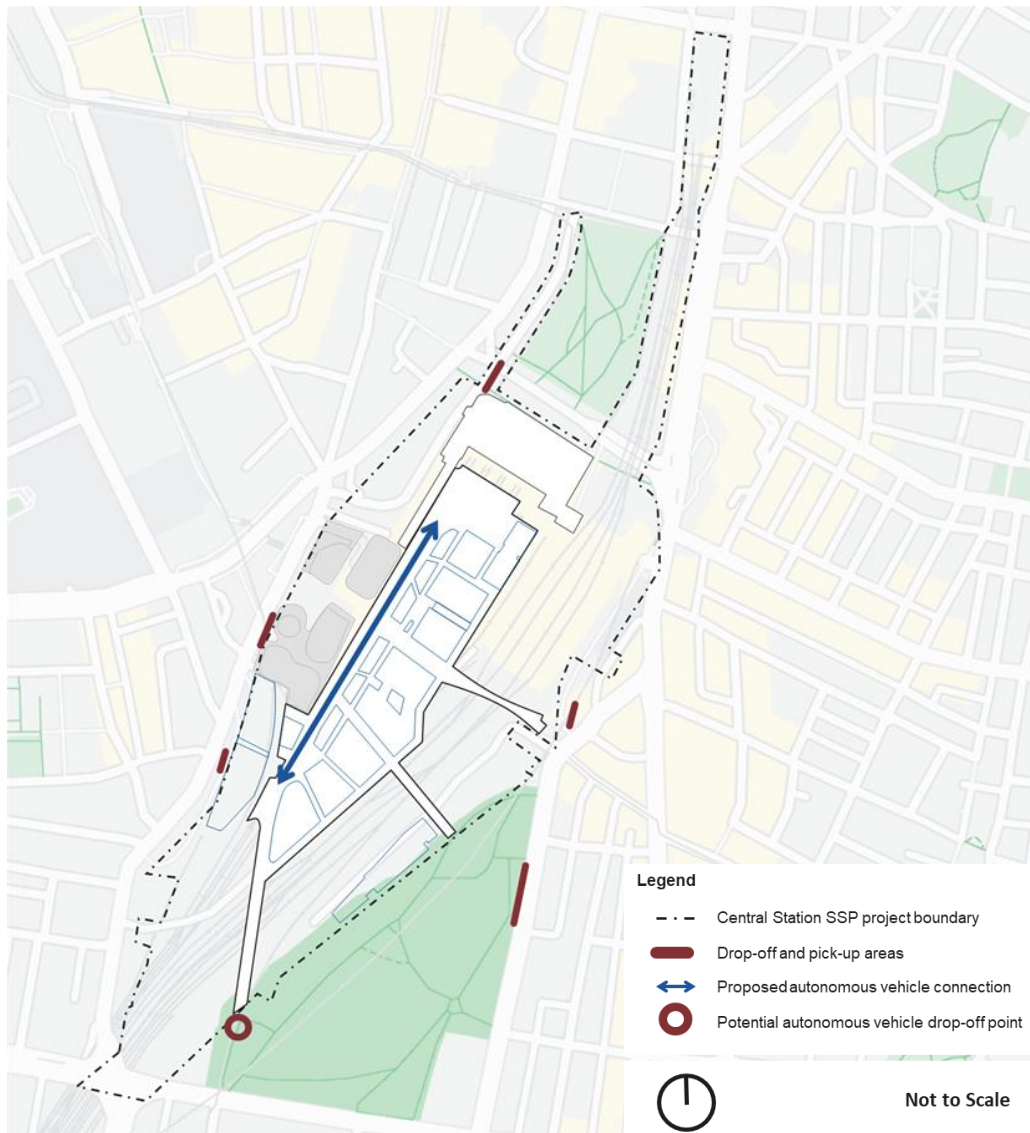 Legend
Central Station SSP project boundary
Drop-off and pick-up areas
Proposed autonomous vehicle connection
Potential autonomous vehicle drop-off point
Not to Scale